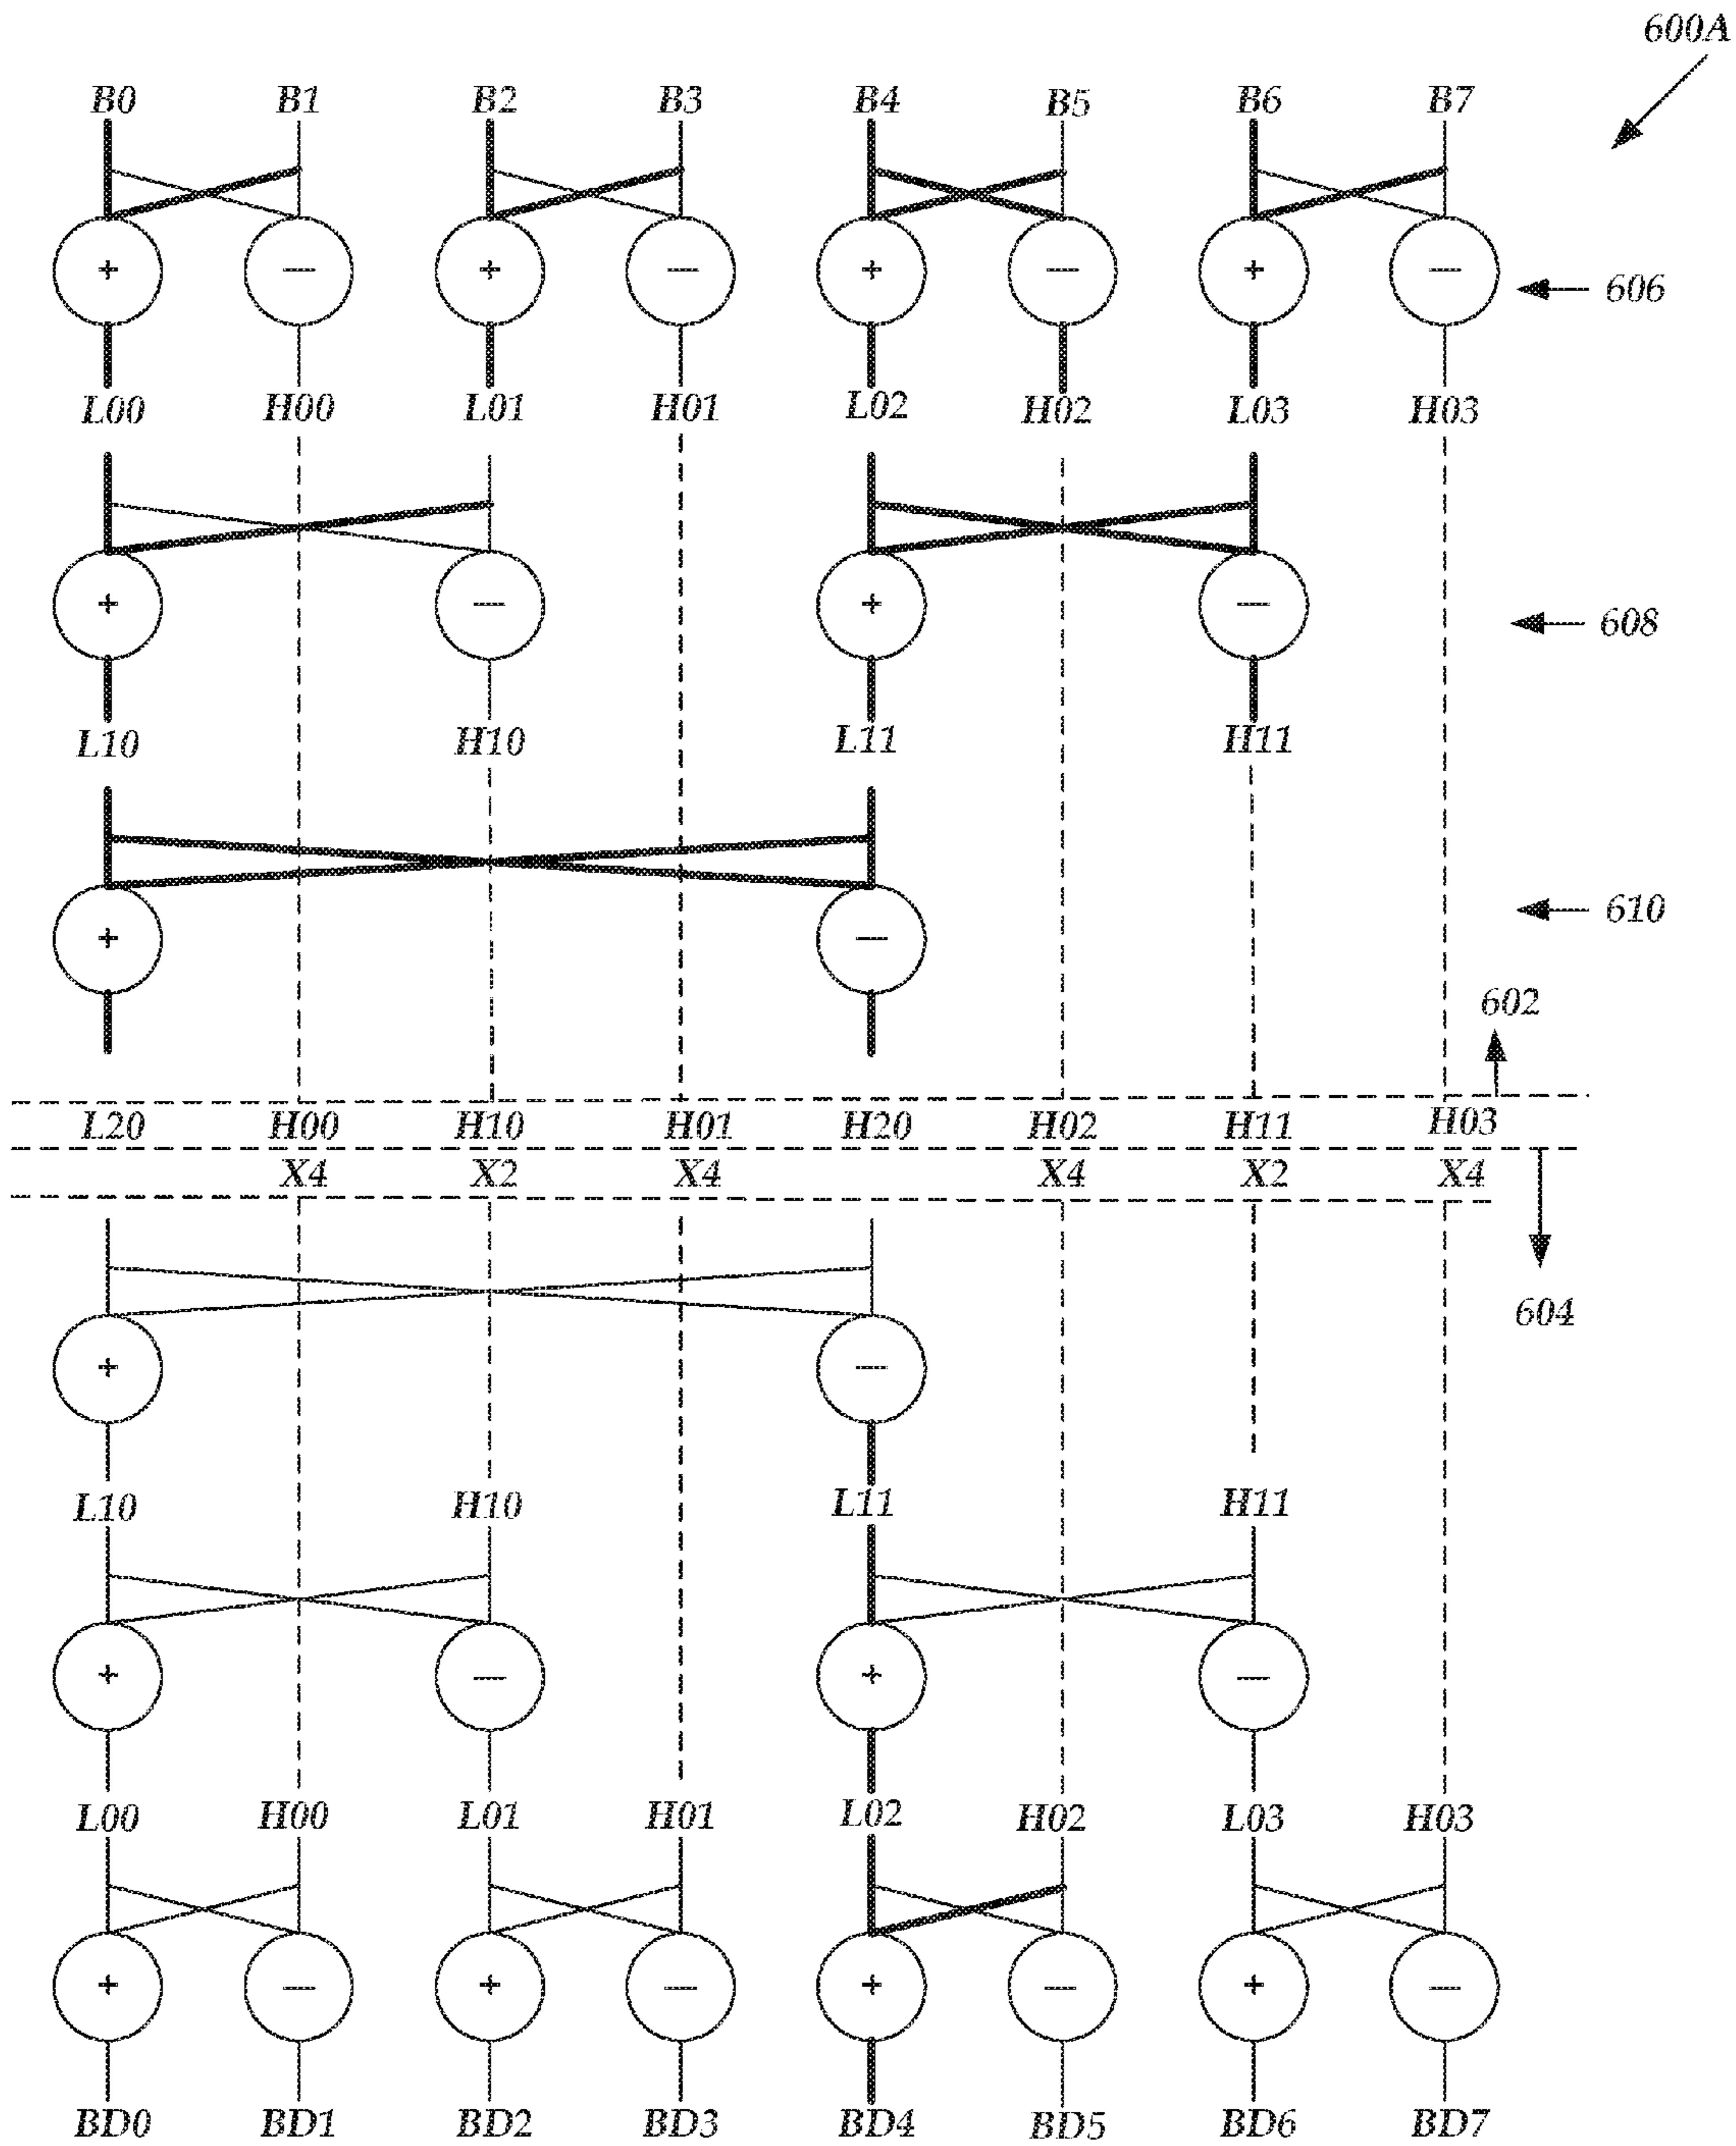 600A
B0 B1 B2 B3 B4 B5 B6 B7
+ — + — + — + —
606
L00 H00 L01 H01 L02 H02 L03 H03
+ — + —
608
L10 H10 L11 H11
+ —
610
602
L20 H00 H10 H01 H20 H02 H11 H03
X4 X2 X4 X4 X2 X4
604
+ —
L10 H10 L11 H11
+ — + —
L00 H00 L01 H01 L02 H02 L03 H03
+ — + — + — + —
BD0 BD1 BD2 BD3 BD4 BD5 BD6 BD7